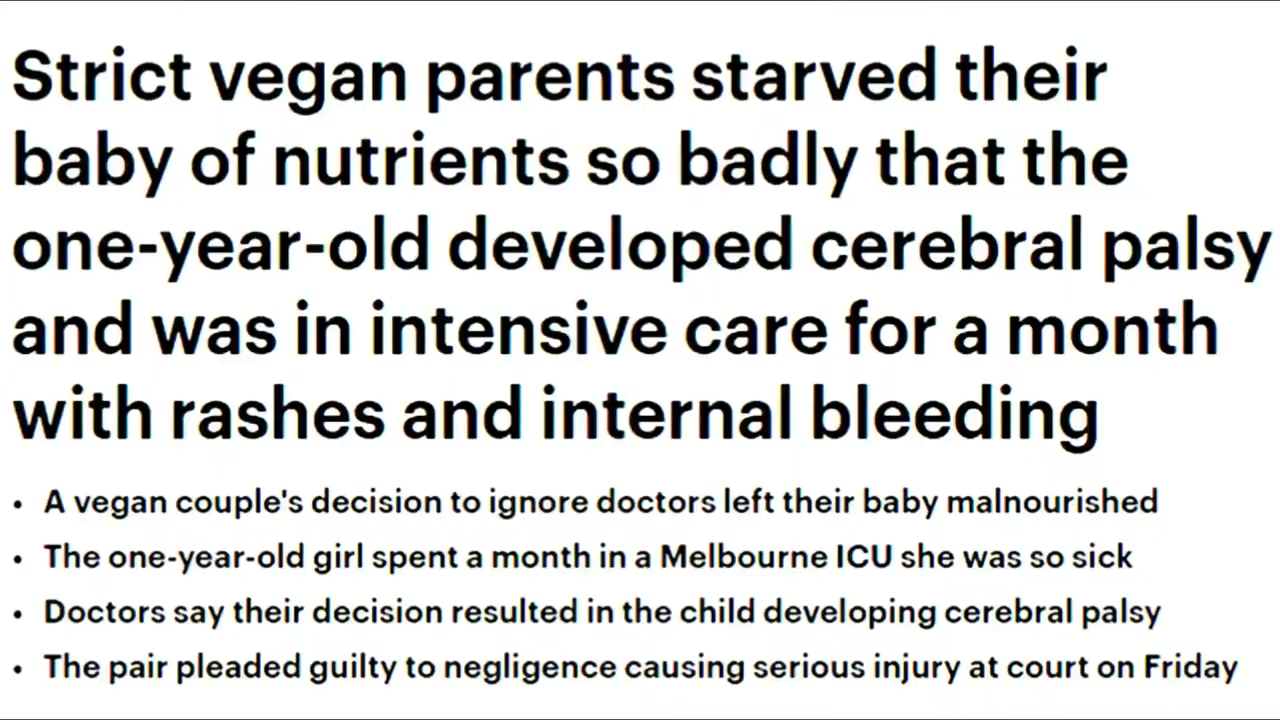 Strict vegan parents starved their
baby of nutrients so badly that the
one-year-old developed cerebral palsy
and was in intensive care for a month
with rashes and internal bleeding
• A vegan couple's decision to ignore doctors left their baby malnourished
• The one-year-old girl spent a month in a Melbourne ICU she was so sick
• Doctors say their decision resulted in the child developing cerebral palsy
• The pair pleaded guilty to negligence causing serious injury at court on Friday